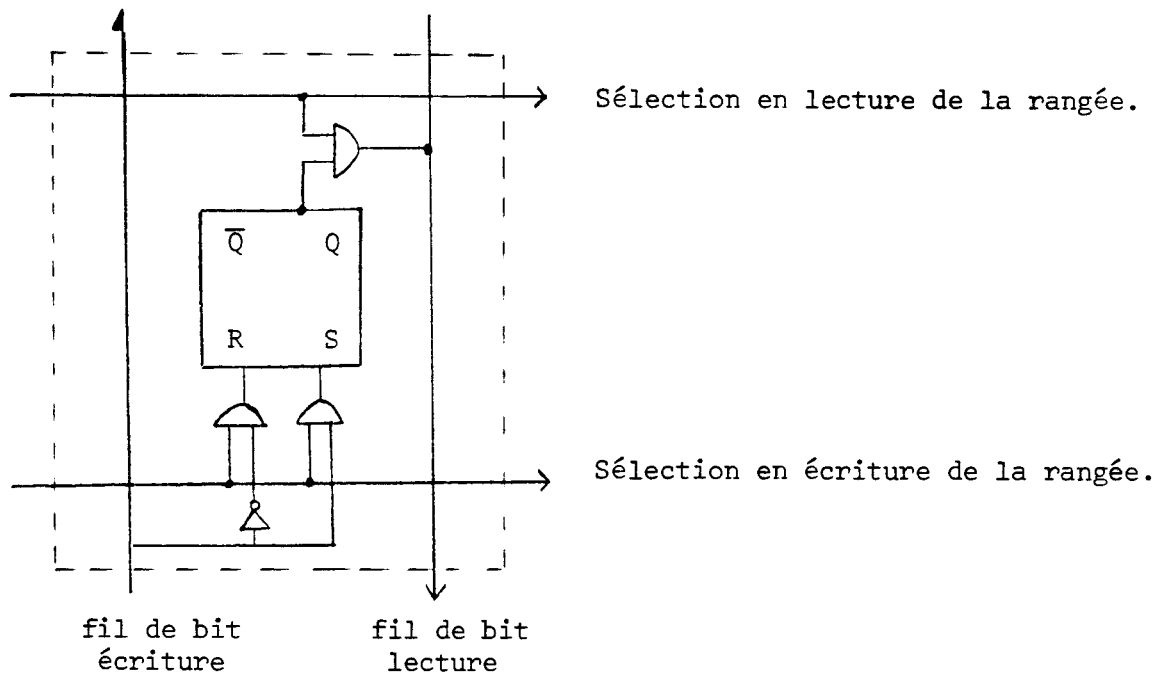 Sélection en lecture de la rangée.
Q̅ Q
R S
Sélection en écriture de la rangée.
fil de bit
écriture
fil de bit
lecture